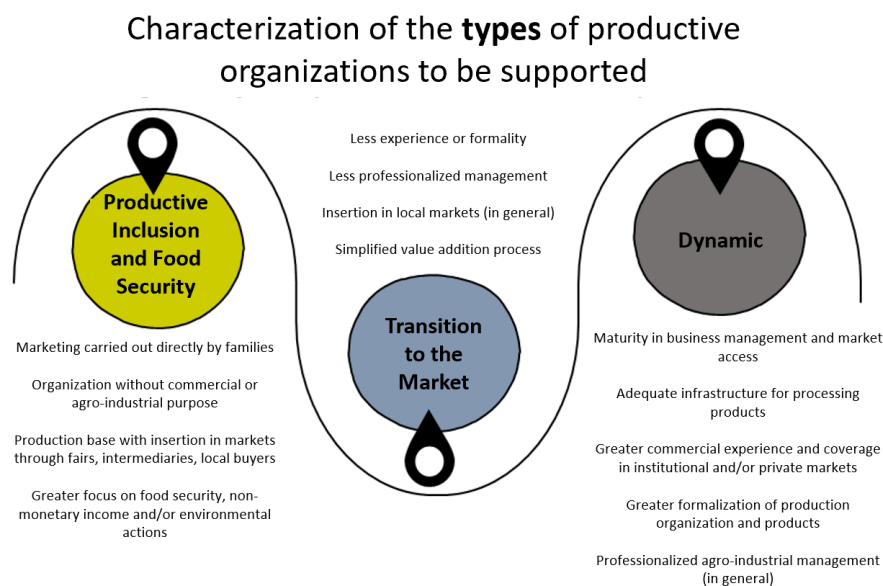 Characterization of the types of productive
organizations to be supported
Productive
Inclusion
and Food
Security
Marketing carried out directly by families
Organization without commercial or
agro-industrial purpose
Production base with insertion in markets
through fairs, intermediaries, local buyers
Greater focus on food security, non-
monetary income and/or environmental
actions
Less experience or formality
Less professionalized management
Insertion in local markets (in general)
Simplified value addition process
Transition
to the
Market
Dynamic
Maturity in business management and market
access
Adequate infrastructure for processing
products
Greater commercial experience and coverage
in institutional and/or private markets
Greater formalization of production
organization and products
Professionalized agro-industrial management
(in general)